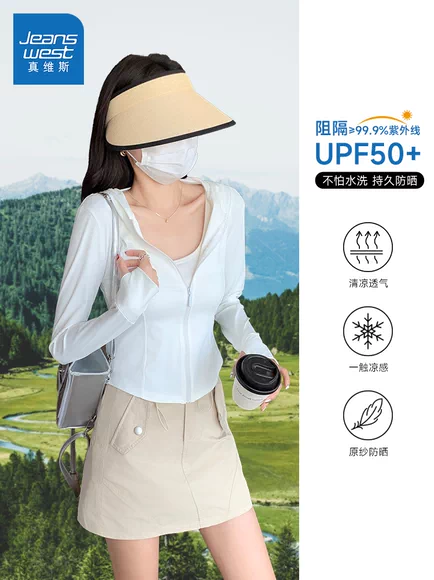 Jeans
West
真维斯
阻隔≥99.9%紫外线
UPF50+
不怕水洗 持久防晒
清凉透气
一触凉感
原纱防晒